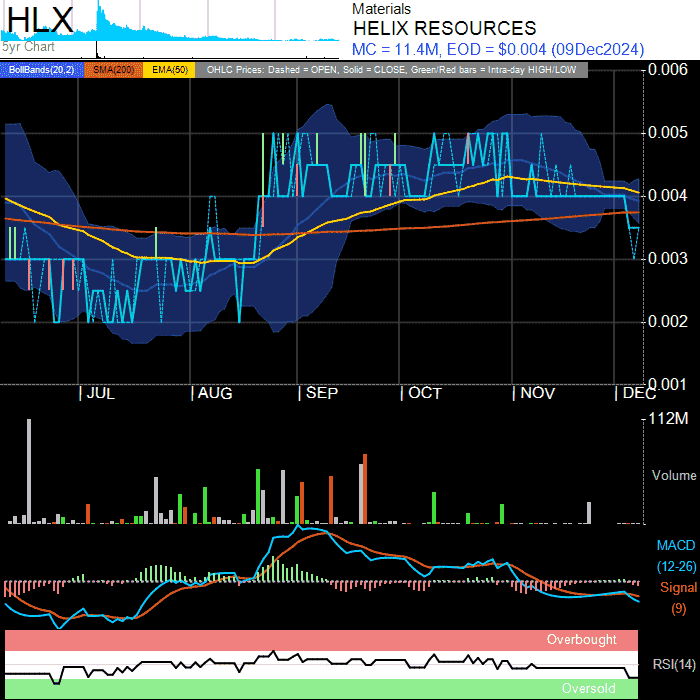 HLX
5yr Chart
Materials
HELIX RESOURCES
MC = 11.4M, EOD = $0.004 (09Dec2024)
BollBands(20,2) SMA(200) EMA(50) OHLC Prices: Dashed = OPEN, Solid = CLOSE, Green/Red bars = Intra-day HIGH/LOW
0.006
0.005
0.004
0.003
0.002
0.001
| JUL | AUG | SEP | OCT | NOV | DEC
112M
Volume
MACD
(12-26)
Signal
(9)
Overbought
RSI(14)
Oversold